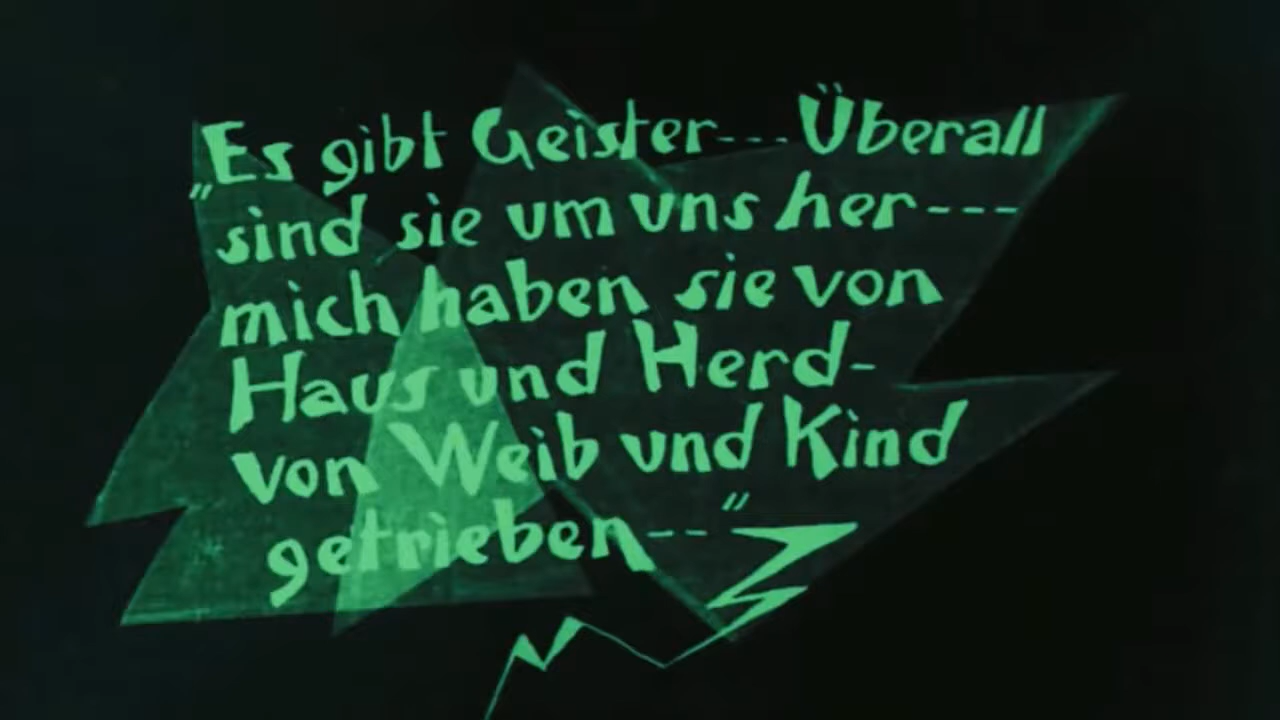 „Es gibt Geister--- Überall
sind sie um uns her---
mich haben sie von
Haus und Herd-
von Weib und Kind
getrieben--"